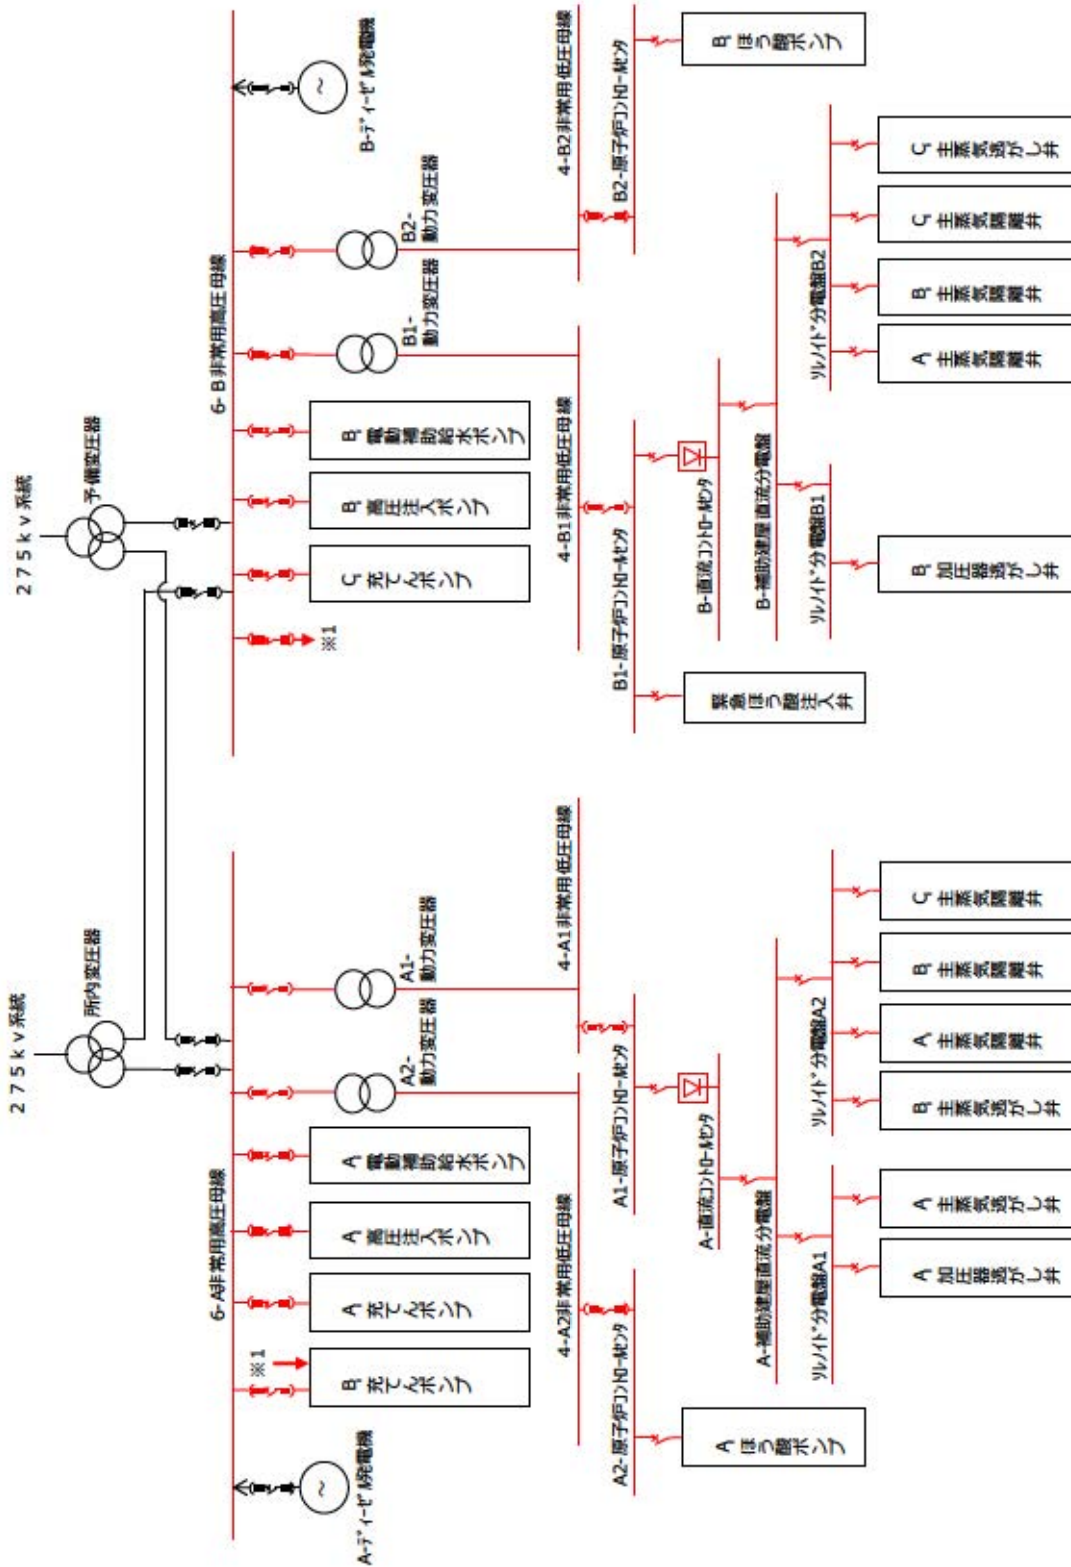 275kv系統
275kv系統
所内変圧器
予備変圧器
6-A非常用高圧母線
6-B非常用高圧母線
※1
※1
A-ディーゼル発電機
B-充てんポンプ
A-充てんポンプ
A-高圧注入ポンプ
A-電動補助給水ポンプ
A2-
動力変圧器
A1-
動力変圧器
C-充てんポンプ
B-高圧注入ポンプ
B-電動補助給水ポンプ
B1-
動力変圧器
B2-
動力変圧器
B-ディーゼル発電機
4-A2非常用低圧母線
4-A1非常用低圧母線
4-B1非常用低圧母線
4-B2非常用低圧母線
A2-原子炉コントロールセンタ
A1-原子炉コントロールセンタ
B1-原子炉コントロールセンタ
B2-原子炉コントロールセンタ
A-ほう酸ポンプ
A-直流コントロールセンタ
緊急ほう酸注入弁
B-直流コントロールセンタ
B-ほう酸ポンプ
A-補助建屋直流分電盤
B-補助建屋直流分電盤
ソレノイド分電盤A1
ソレノイド分電盤A2
ソレノイド分電盤B1
ソレノイド分電盤B2
A-加圧器逃がし弁
A-主蒸気逃がし弁
B-主蒸気逃がし弁
A-主蒸気隔離弁
B-主蒸気隔離弁
C-主蒸気隔離弁
B-加圧器逃がし弁
A-主蒸気隔離弁
B-主蒸気隔離弁
C-主蒸気隔離弁
C-主蒸気逃がし弁